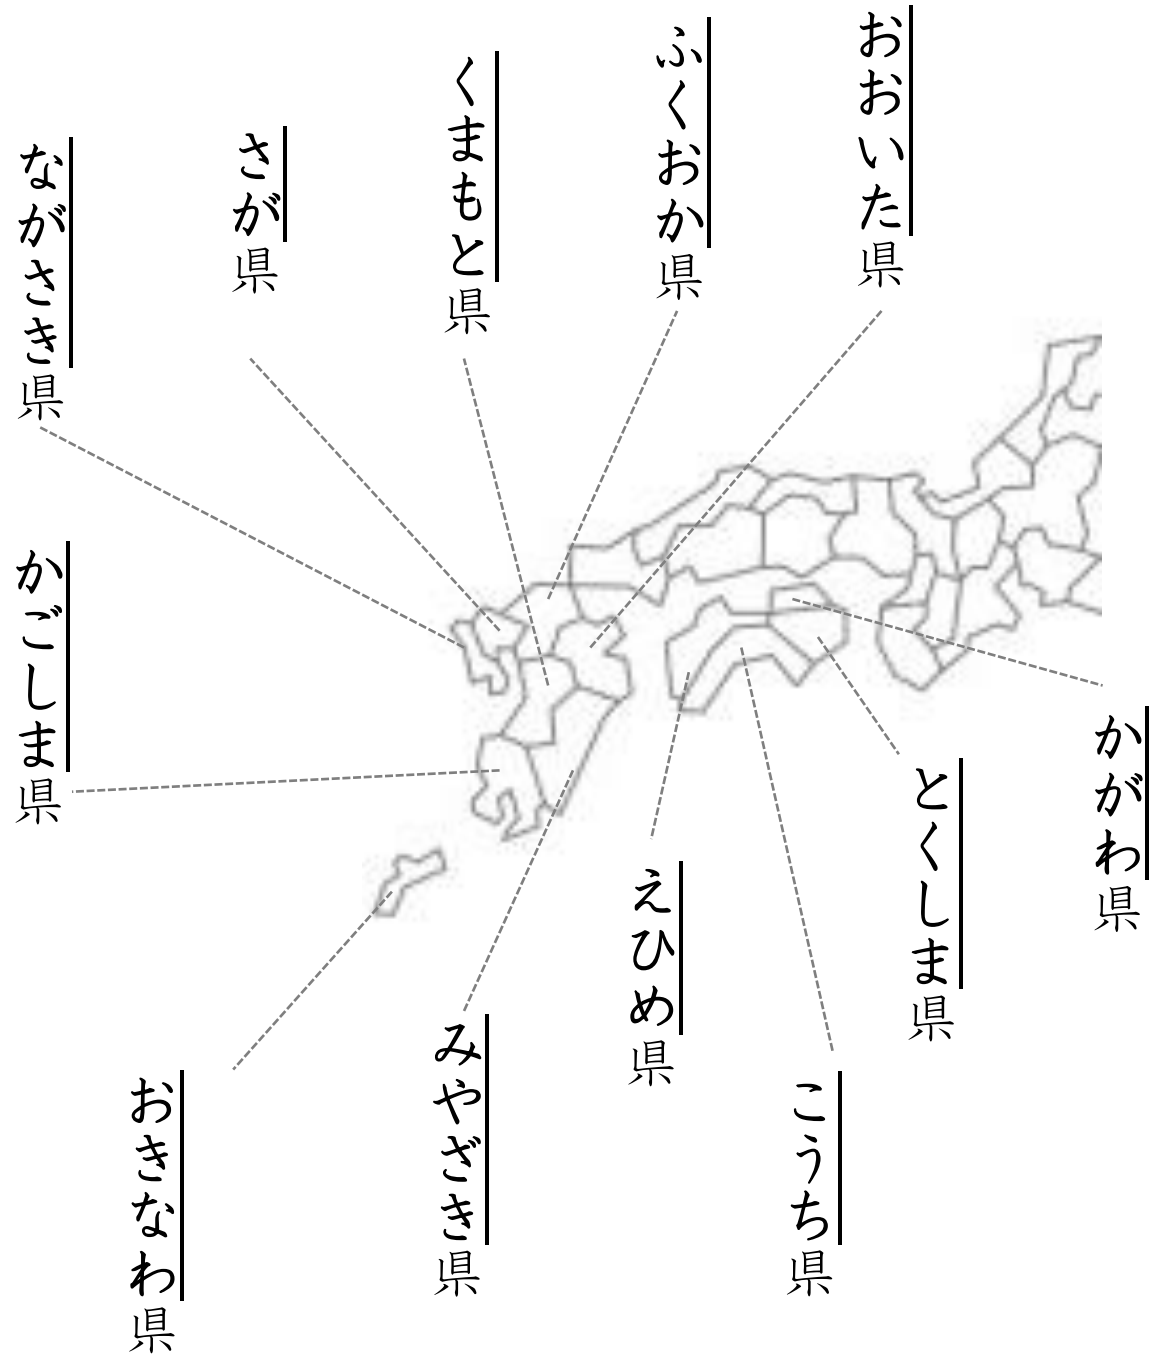 おおいた県
ふくおか県
くまもと県
さが県
ながさき県
かがわ県
とくしま県
こうち県
えひめ県
みやざき県
かごしま県
おきなわ県